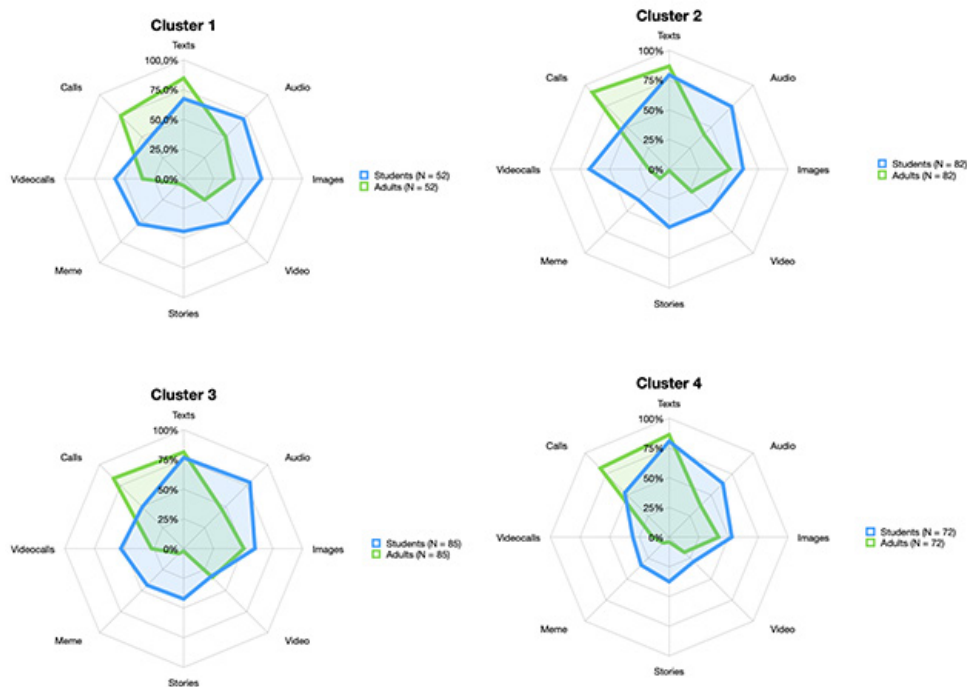 Cluster 1
Texts
100,0%
Calls
Audio
75,0%
50,0%
25,0%
Videocalls
0,0%
Images
Students (N = 52)
Adults (N = 52)
Meme
Video
Stories
Cluster 2
Texts
100%
Calls
Audio
75%
50%
25%
Videocalls
0%
Images
Students (N = 82)
Adults (N = 82)
Meme
Video
Stories
Cluster 3
Texts
100%
Calls
Audio
75%
50%
25%
Videocalls
0%
Images
Students (N = 85)
Adults (N = 85)
Meme
Video
Stories
Cluster 4
Texts
100%
Calls
Audio
75%
50%
25%
Videocalls
0%
Images
Students (N = 72)
Adults (N = 72)
Meme
Video
Stories